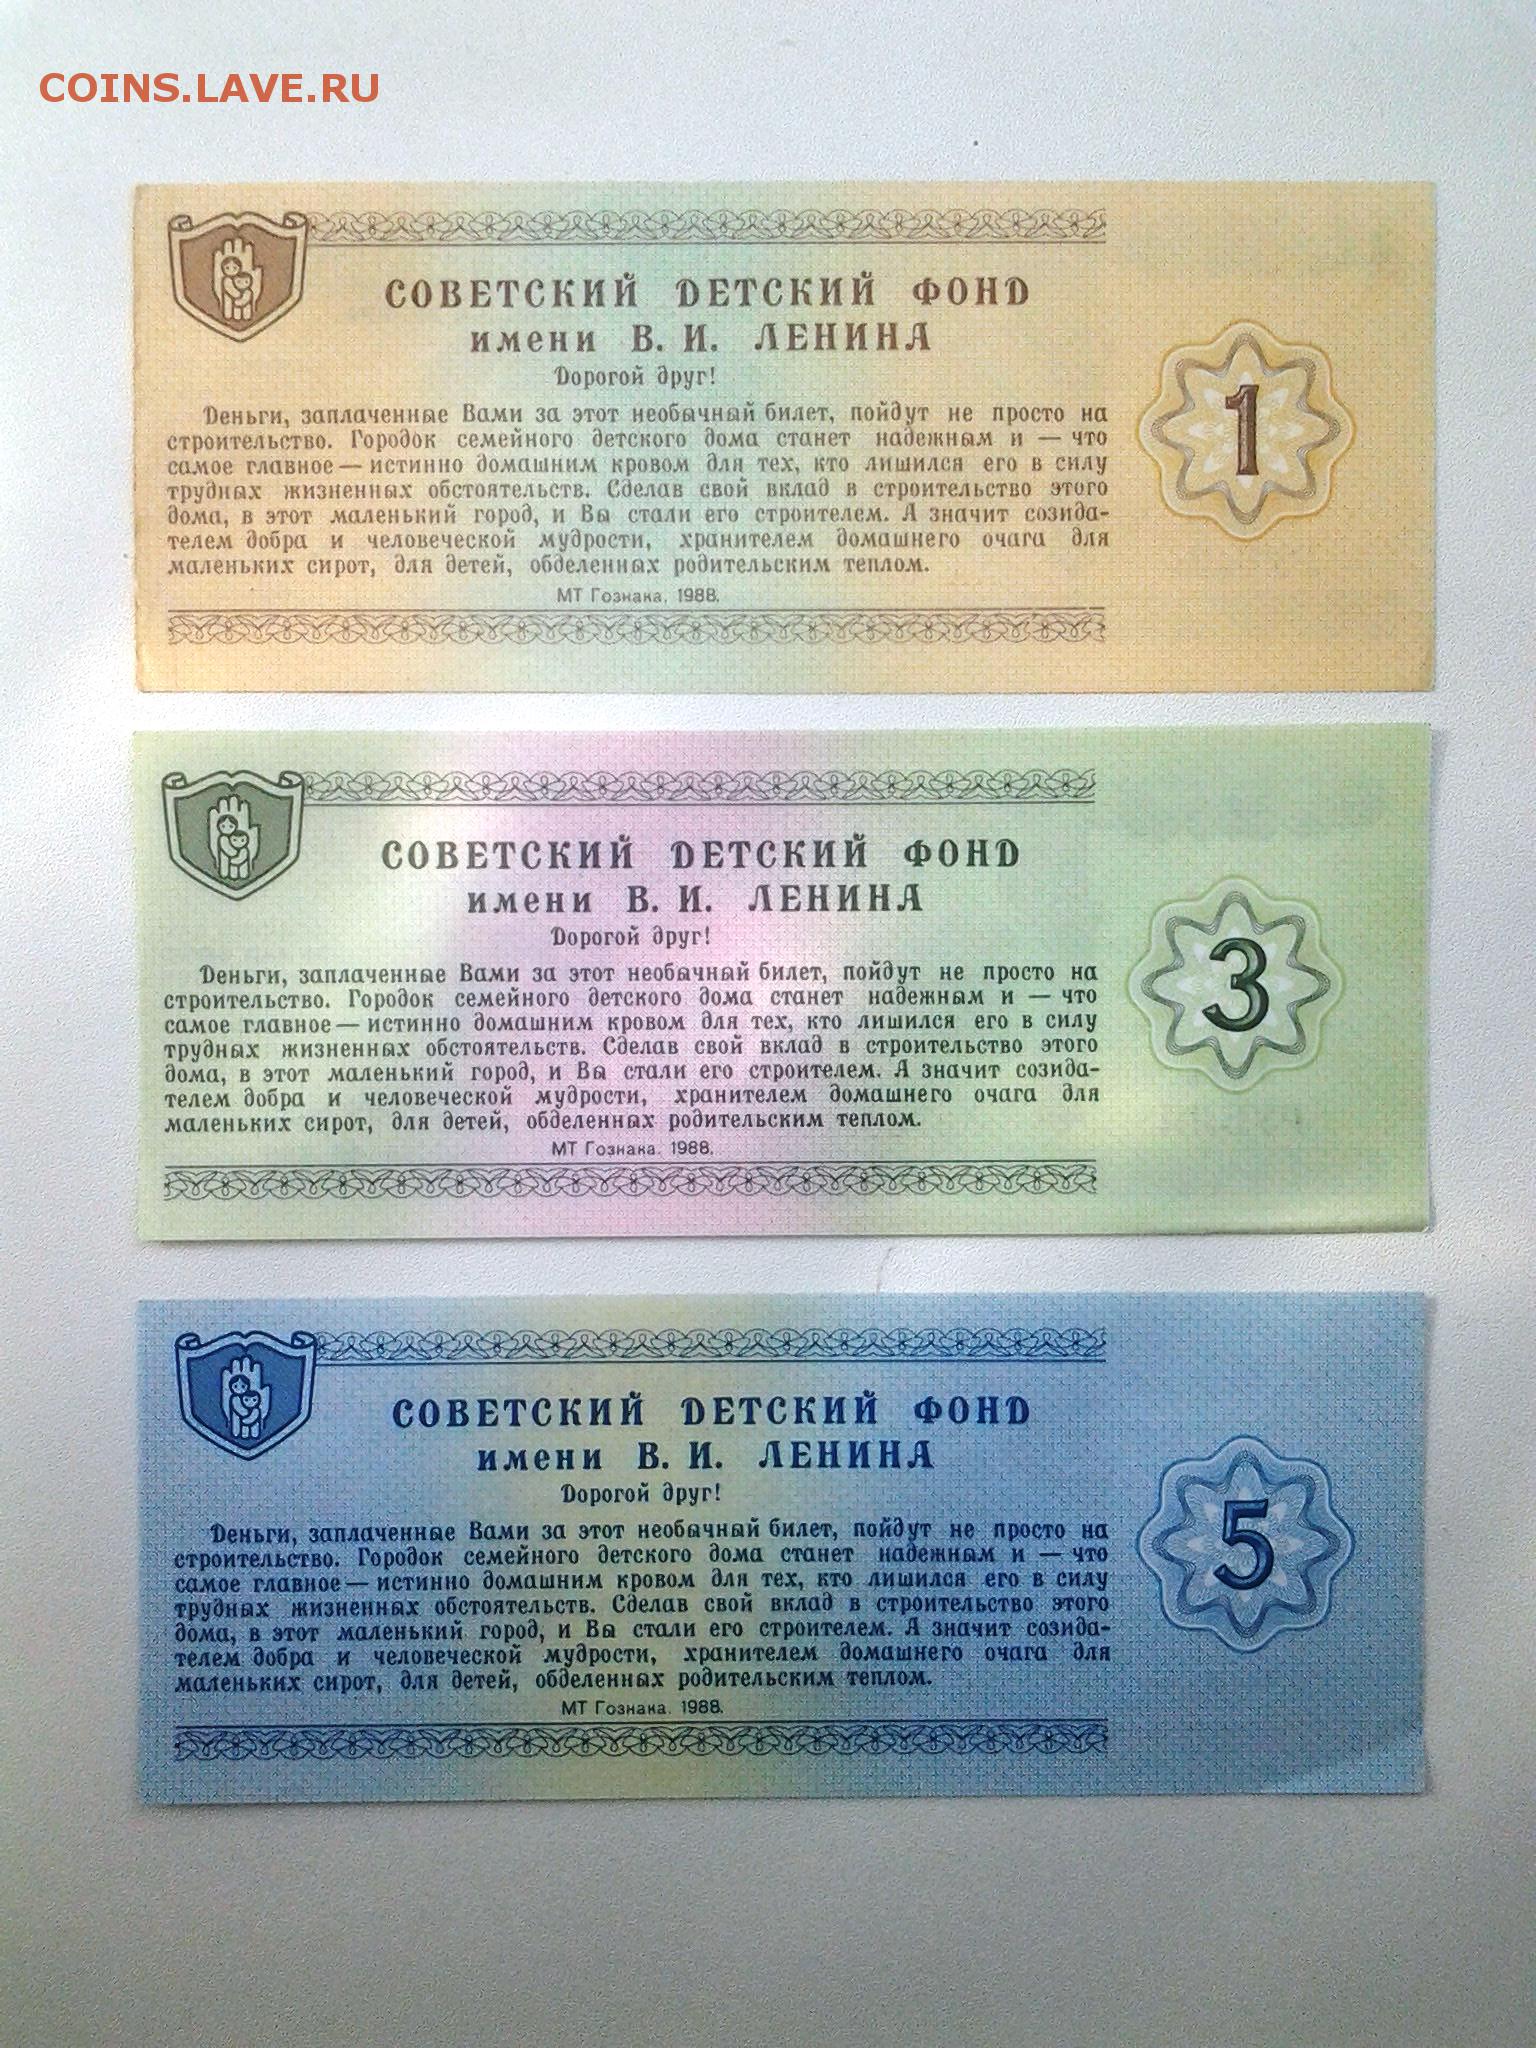 COINS.LAVE.RU
СОВЕТСКИЙ ДЕТСКИЙ ФОНД
имени В. И. ЛЕНИНА
Дорогой друг!
Деньги, заплаченные Вами за этот необычный билет, пойдут не просто на
строительство. Городок семейного детского дома станет надежным и — что
самое главное — истинно домашним кровом для тех, кто лишился его в силу
трудных жизненных обстоятельств. Сделав свой вклад в строительство этого
дома, в этот маленький город, и Вы стали его строителем. А значит созида-
телем добра и человеческой мудрости, хранителем домашнего очага для
маленьких сирот, для детей, обделенных родительским теплом.
МТ Гознака. 1988.
1
СОВЕТСКИЙ ДЕТСКИЙ ФОНД
имени В. И. ЛЕНИНА
Дорогой друг!
Деньги, заплаченные Вами за этот необычный билет, пойдут не просто на
строительство. Городок семейного детского дома станет надежным и — что
самое главное — истинно домашним кровом для тех, кто лишился его в силу
трудных жизненных обстоятельств. Сделав свой вклад в строительство этого
дома, в этот маленький город, и Вы стали его строителем. А значит созида-
телем добра и человеческой мудрости, хранителем домашнего очага для
маленьких сирот, для детей, обделенных родительским теплом.
МТ Гознака. 1988.
3
СОВЕТСКИЙ ДЕТСКИЙ ФОНД
имени В. И. ЛЕНИНА
Дорогой друг!
Деньги, заплаченные Вами за этот необычный билет, пойдут не просто на
строительство. Городок семейного детского дома станет надежным и — что
самое главное — истинно домашним кровом для тех, кто лишился его в силу
трудных жизненных обстоятельств. Сделав свой вклад в строительство этого
дома, в этот маленький город, и Вы стали его строителем. А значит созида-
телем добра и человеческой мудрости, хранителем домашнего очага для
маленьких сирот, для детей, обделенных родительским теплом.
МТ Гознака. 1988.
5